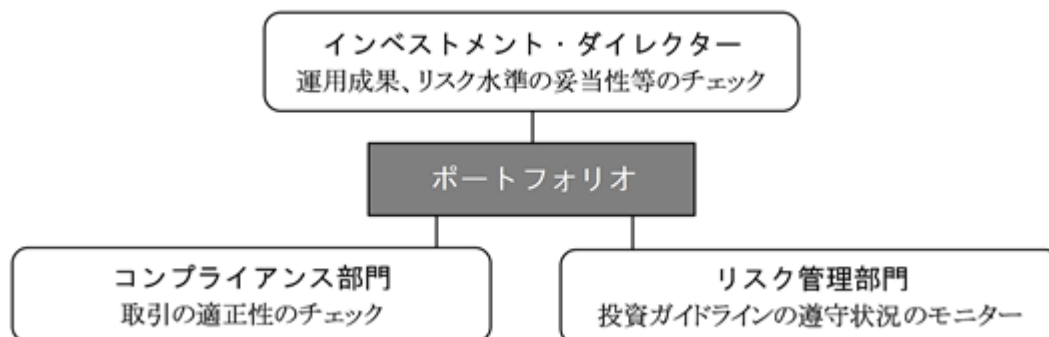 インベストメント・ダイレクター
運用成果、リスク水準の妥当性等のチェック
ポートフォリオ
コンプライアンス部門
取引の適正性のチェック
リスク管理部門
投資ガイドラインの遵守状況のモニター